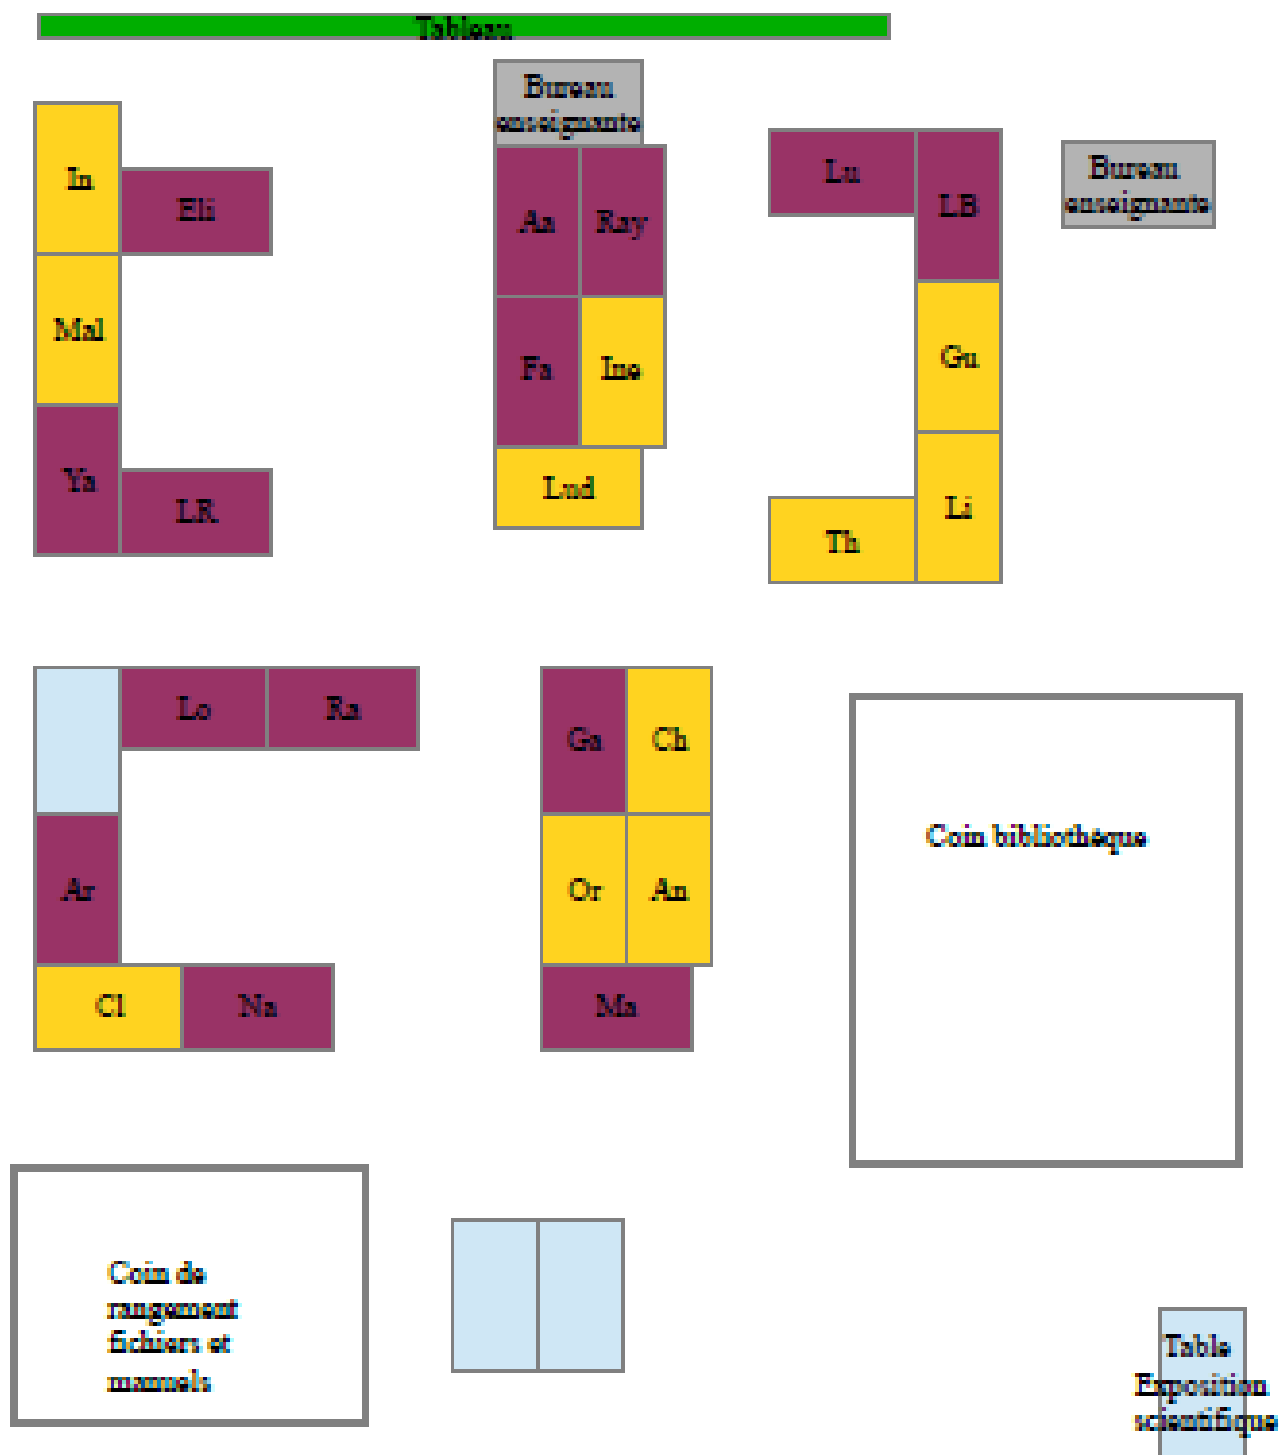 Tableau
Bureau
enseignante
In
Eli
Mal
Ya
LR
Aa
Ray
Fa
Ine
Lud
Lu
LB
Gu
Li
Th
Bureau
enseignante
Lo
Ra
Ar
Cl
Na
Ga
Ch
Or
An
Ma
Coin bibliothèque
Coin de
rangement
fichiers et
manuels
Table
Exposition
scientifique